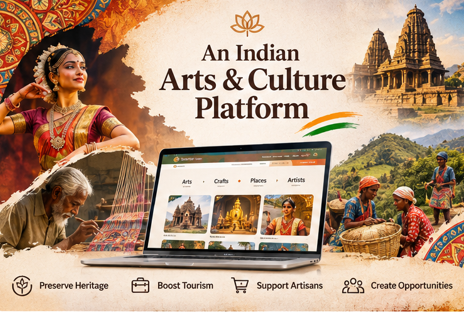 An Indian
Arts & Culture
Platform
Arts
Crafts
Places
Artists
Preserve Heritage
Boost Tourism
Support Artisans
Create Opportunities